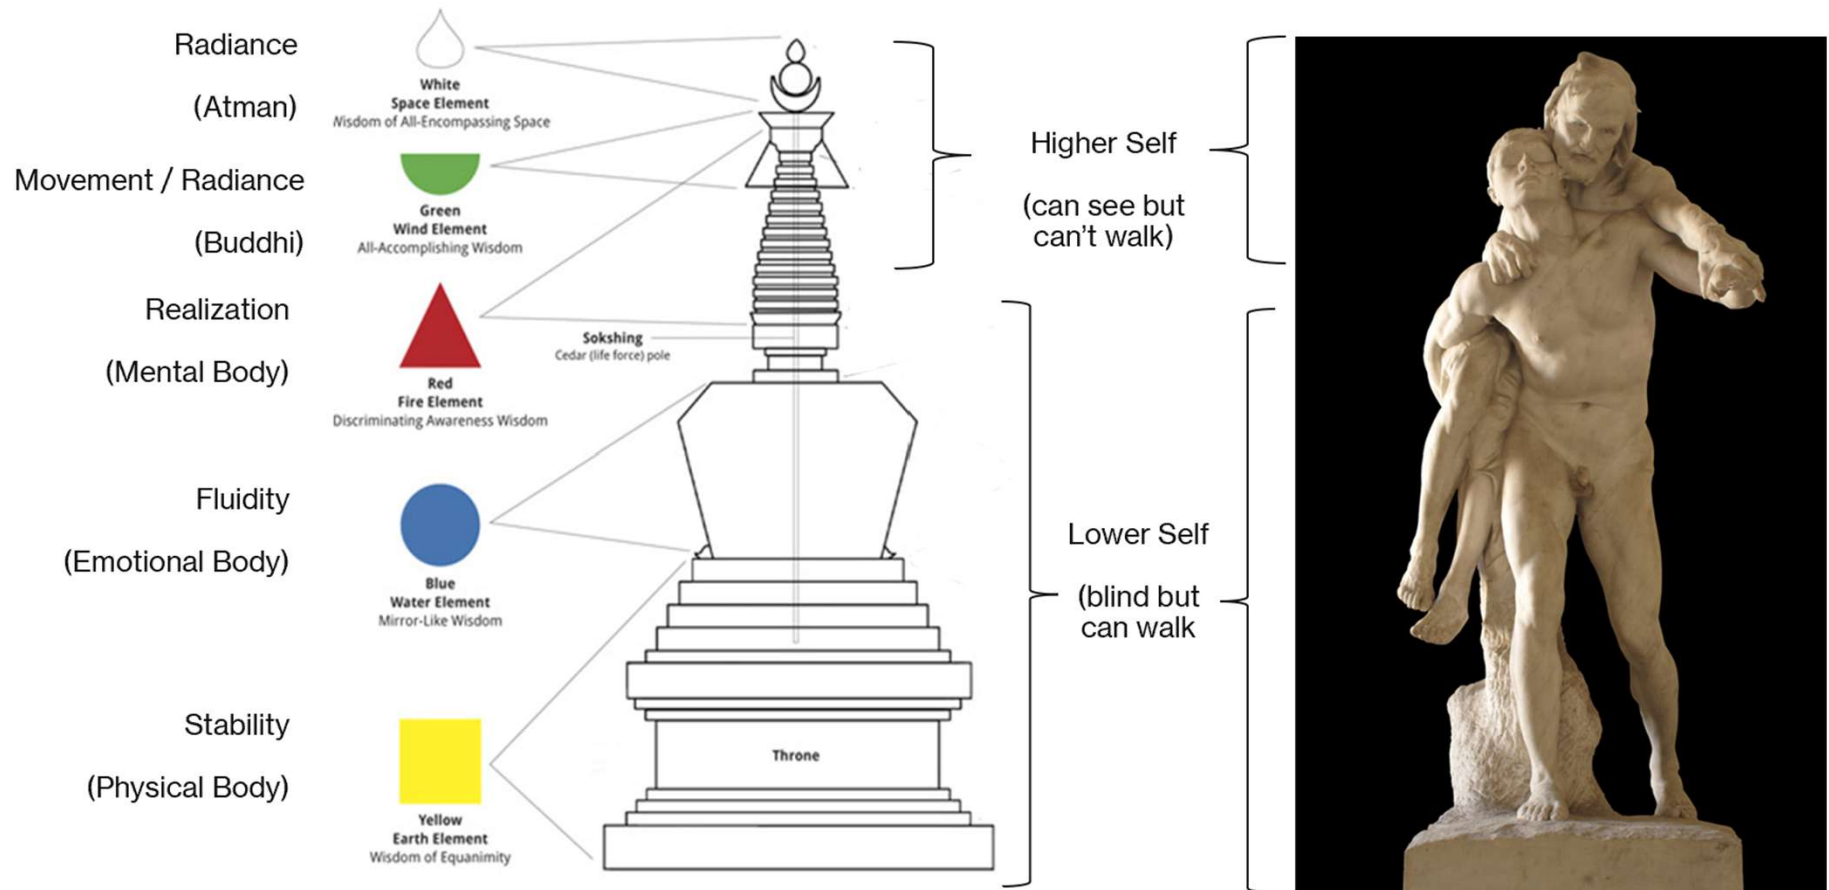 Radiance
(Atman)
White
Space Element
Wisdom of All-Encompassing Space
Movement / Radiance
(Buddhi)
Green
Wind Element
All-Accomplishing Wisdom
Realization
(Mental Body)
Red
Fire Element
Discriminating Awareness Wisdom
Sokshing
Cedar (life force) pole
Fluidity
(Emotional Body)
Blue
Water Element
Mirror-Like Wisdom
Stability
(Physical Body)
Yellow
Earth Element
Wisdom of Equanimity
Throne
Higher Self
(can see but
can't walk)
Lower Self
(blind but
can walk